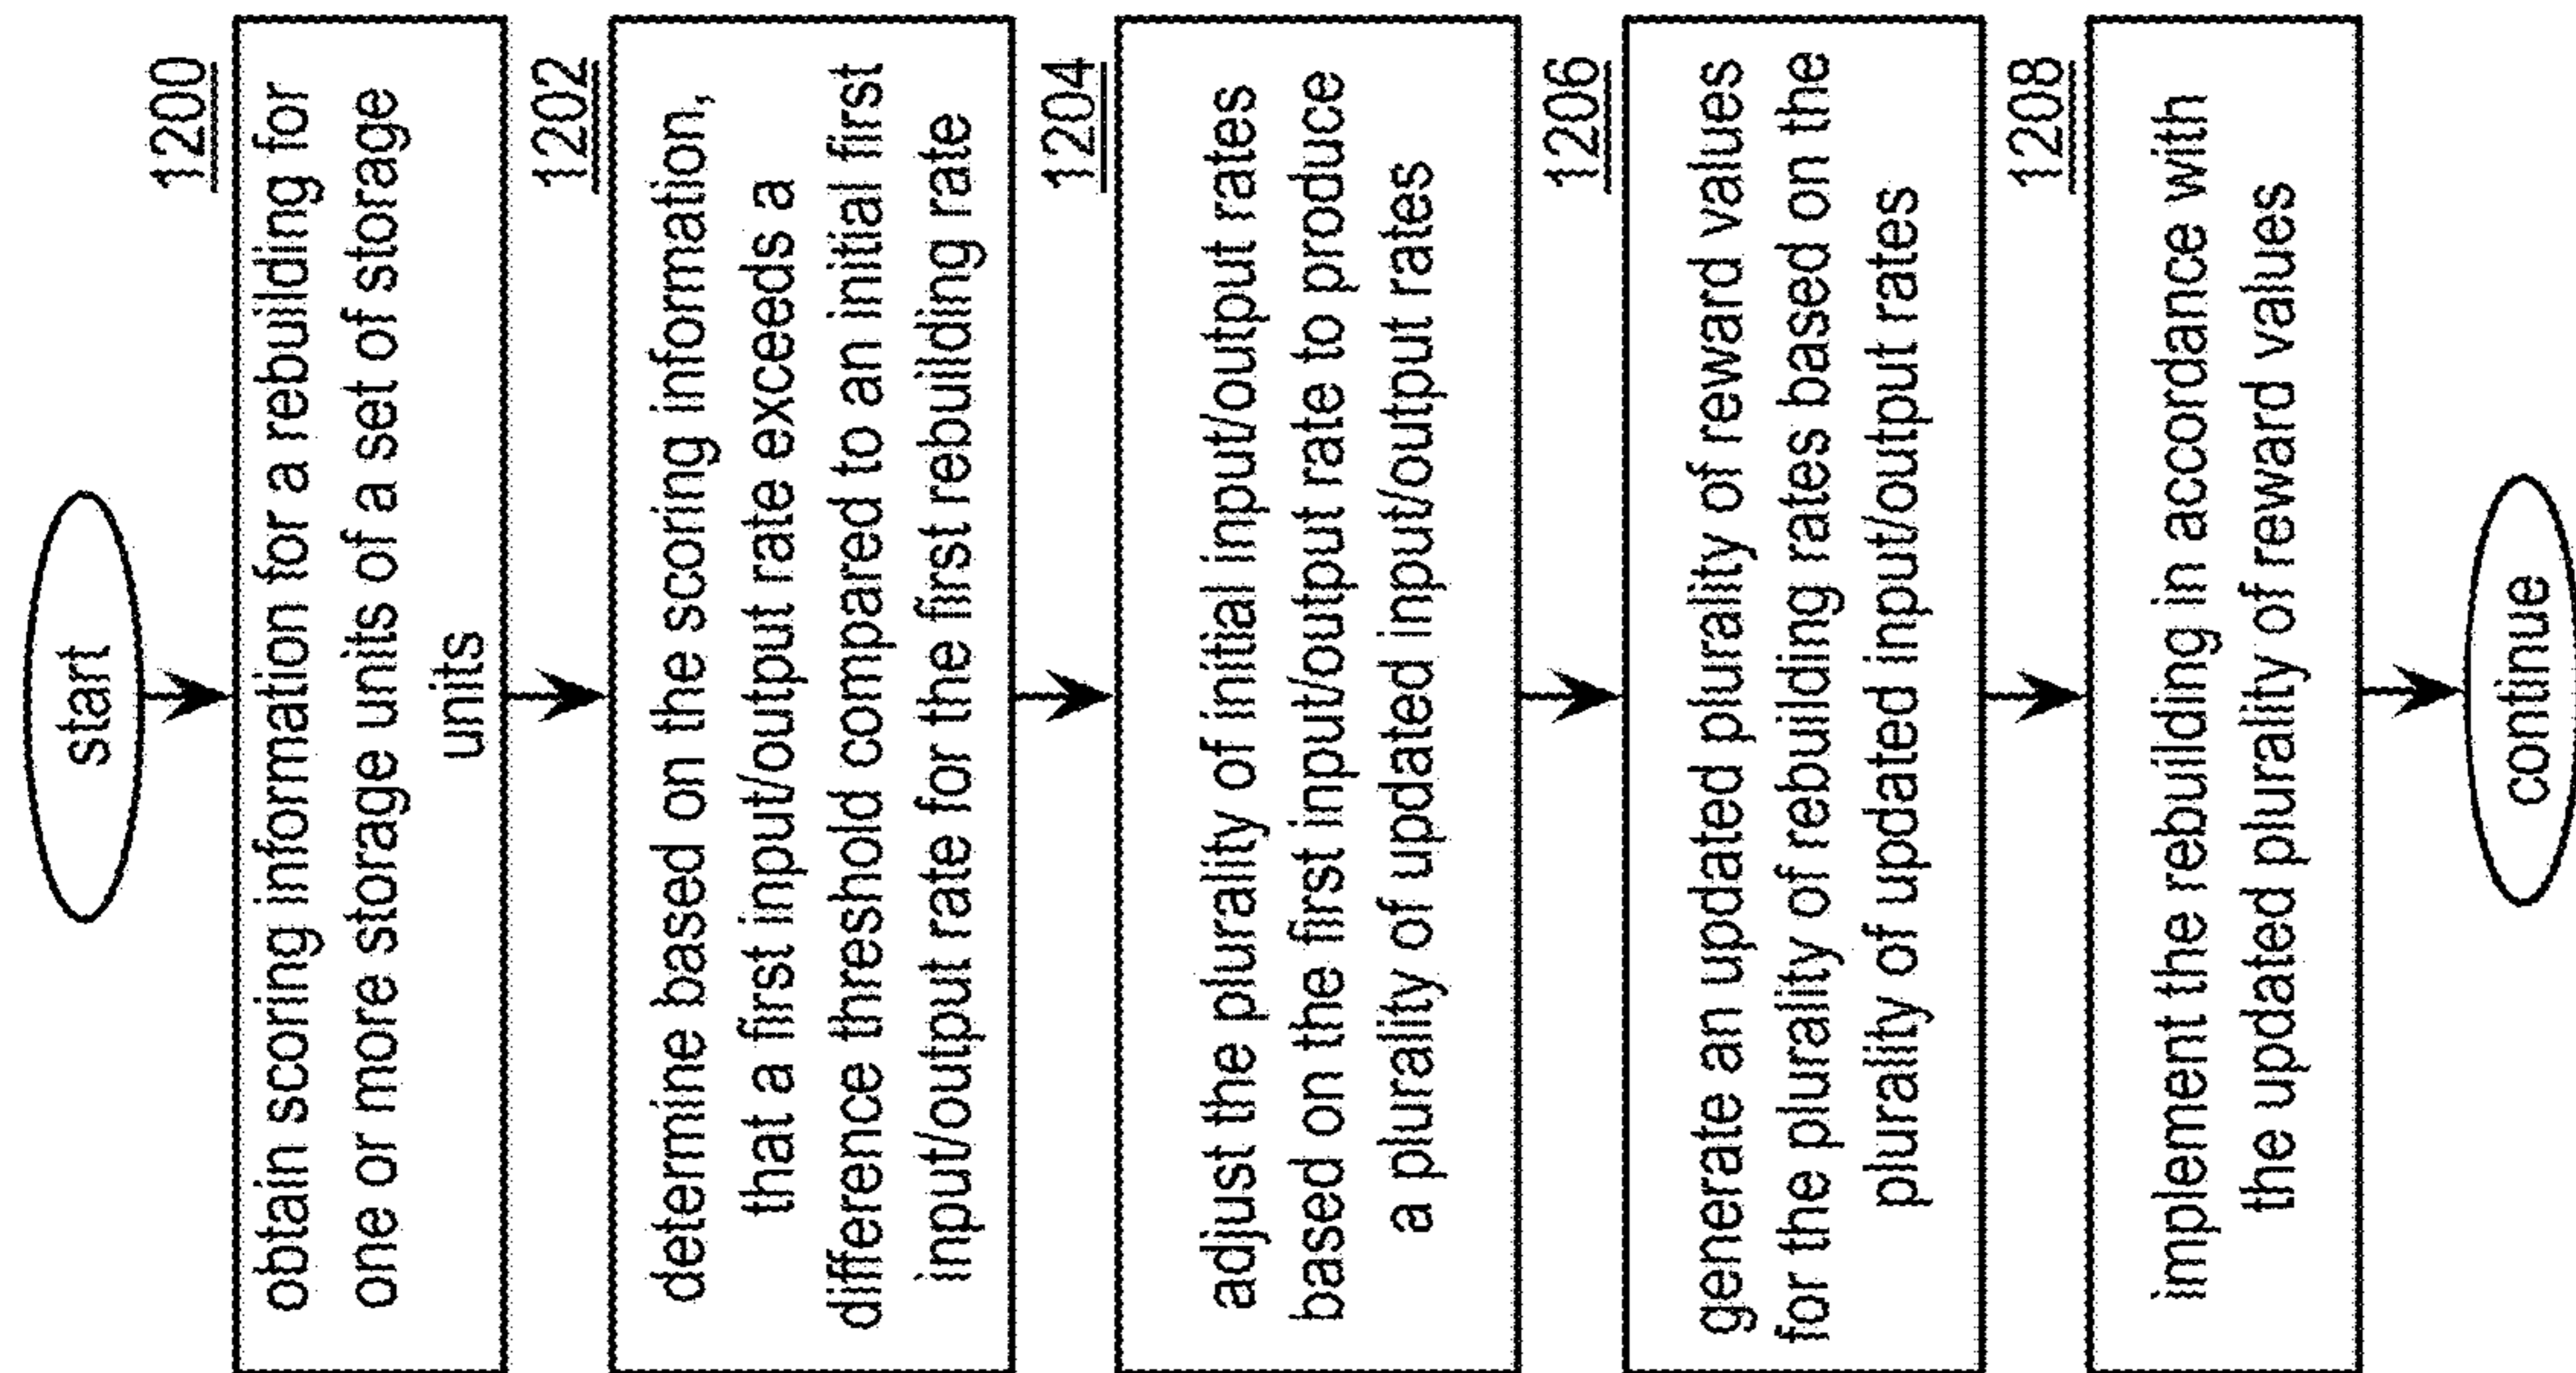 start
1200
obtain scoring information for a rebuilding for
one or more storage units of a set of storage
units
1202
determine based on the scoring information,
that a first input/output rate exceeds a
difference threshold compared to an initial first
input/output rate for the first rebuilding rate
1204
adjust the plurality of initial input/output rates
based on the first input/output rate to produce
a plurality of updated input/output rates
1206
generate an updated plurality of reward values
for the plurality of rebuilding rates based on the
plurality of updated input/output rates
1208
implement the rebuilding in accordance with
the updated plurality of reward values
continue